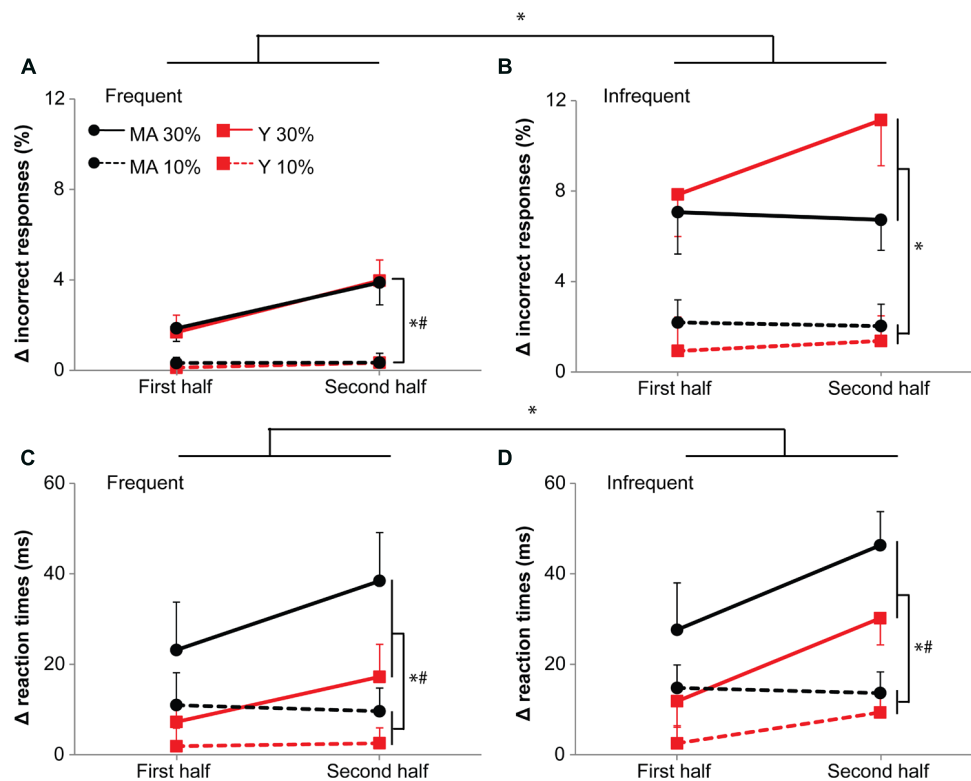 *
A
B
Frequent
Infrequent
MA 30%
Y 30%
MA 10%
Y 10%
Δ incorrect responses (%)
12
8
4
0
*#
First half
Second half
Δ incorrect responses (%)
12
8
4
0
*
First half
Second half
*
C
D
Frequent
Infrequent
Δ reaction times (ms)
60
40
20
0
*#
First half
Second half
Δ reaction times (ms)
60
40
20
0
*#
First half
Second half